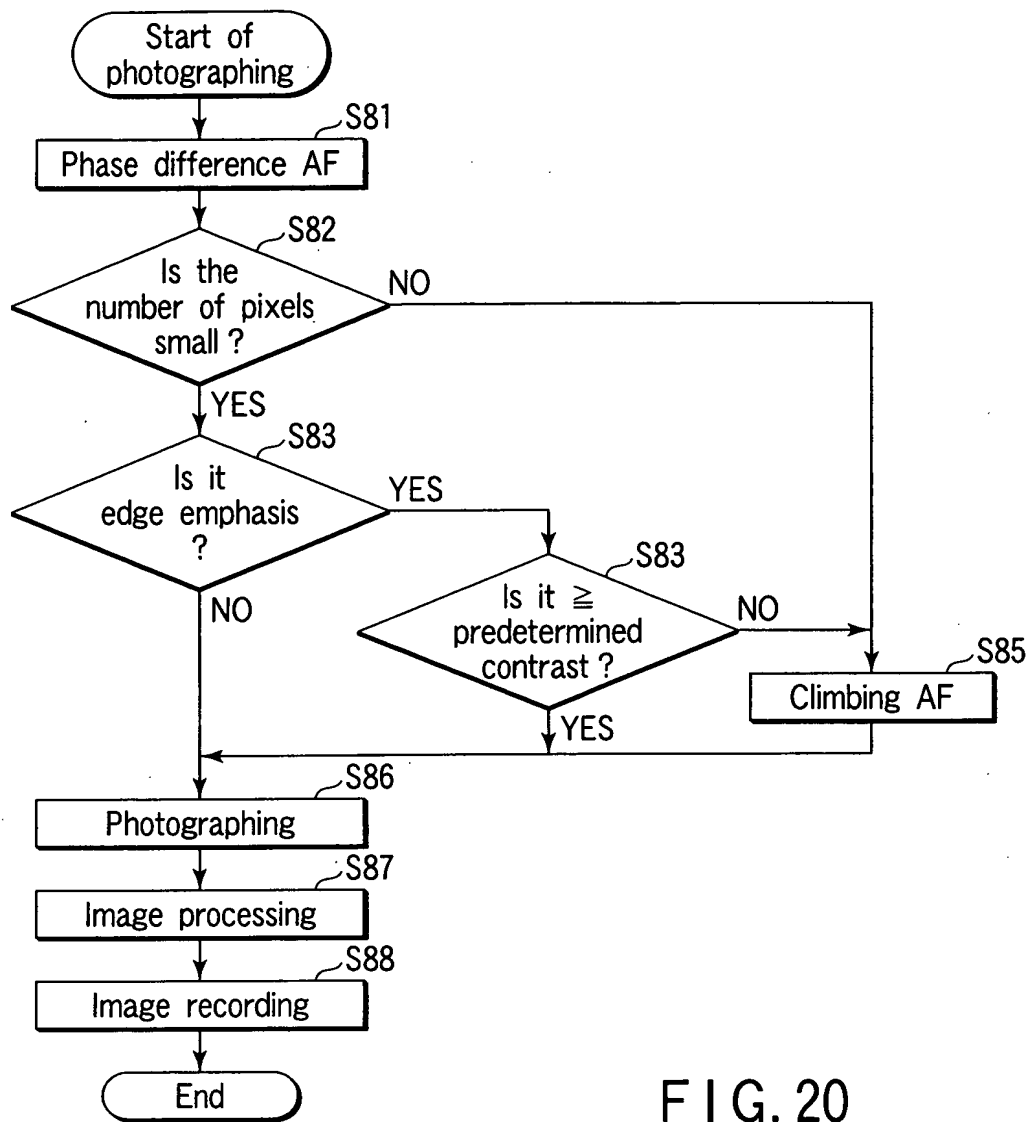 Start of
photographing
S81
Phase difference AF
S82
Is the
number of pixels
small ?
NO
YES
S83
Is it
edge emphasis
?
YES
NO
S83
Is it ≧
predetermined
contrast ?
NO
YES
S85
Climbing AF
S86
Photographing
S87
Image processing
S88
Image recording
End
FIG. 20